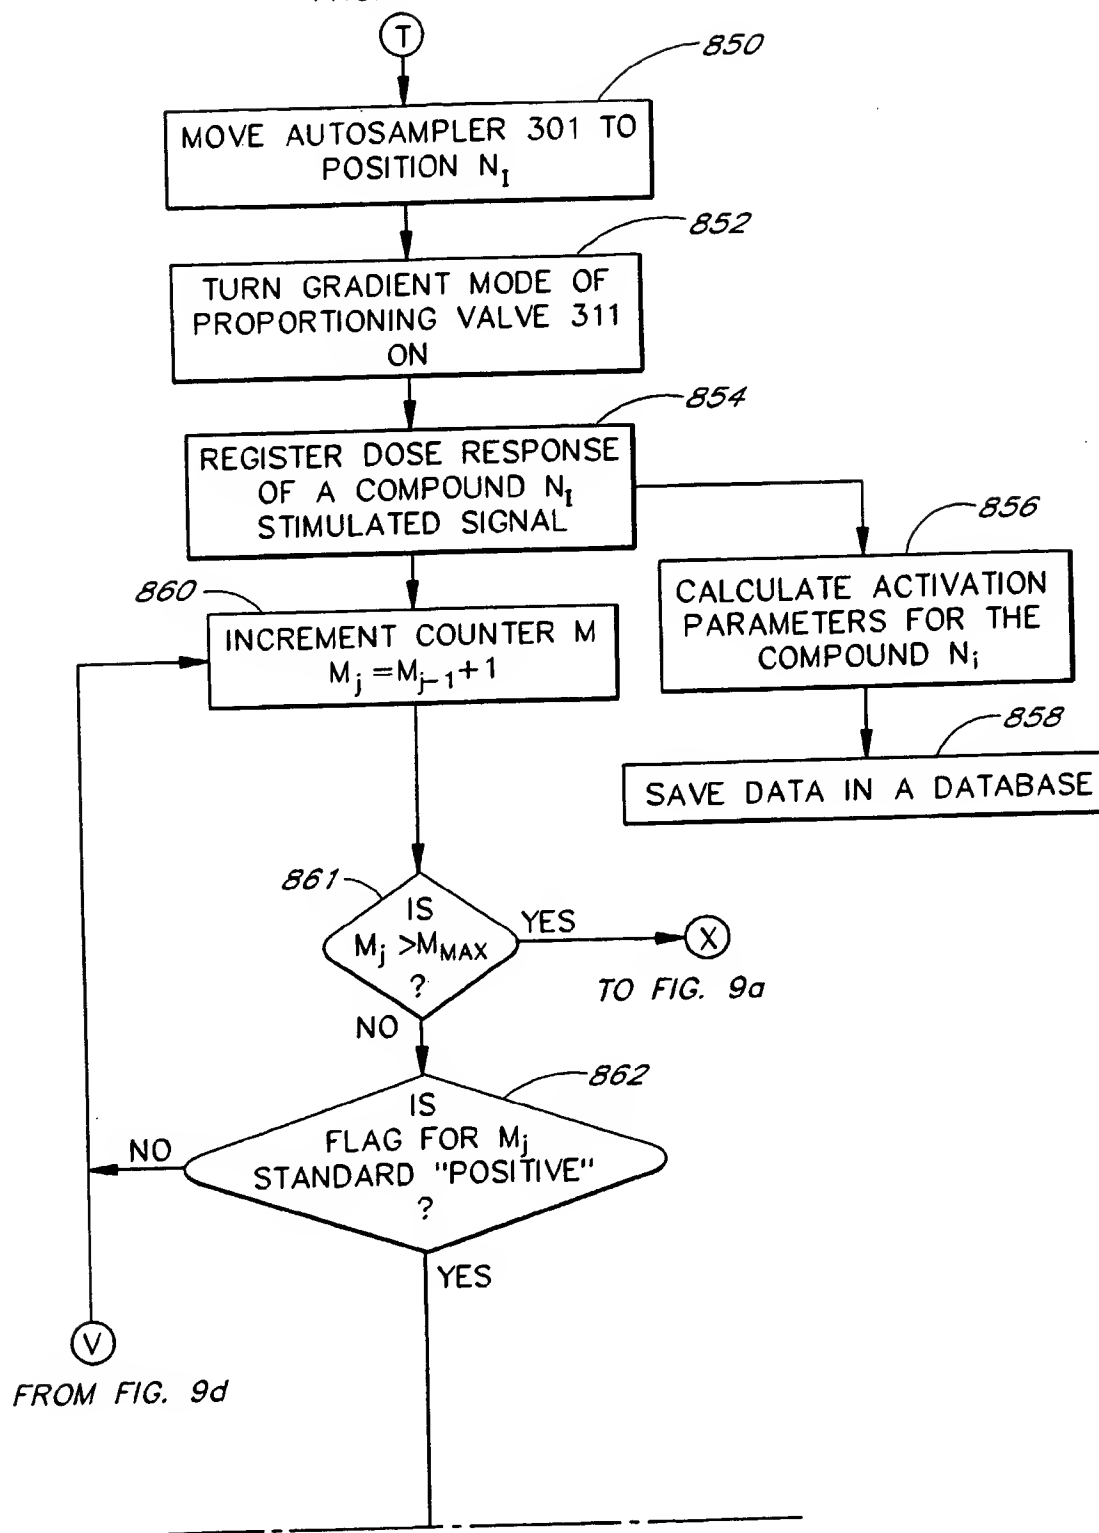 T
850
MOVE AUTOSAMPLER 301 TO
POSITION N_I
852
TURN GRADIENT MODE OF
PROPORTIONING VALVE 311
ON
854
REGISTER DOSE RESPONSE
OF A COMPOUND N_I
STIMULATED SIGNAL
856
CALCULATE ACTIVATION
PARAMETERS FOR THE
COMPOUND N_i
858
SAVE DATA IN A DATABASE
860
INCREMENT COUNTER M
M_j = M_{j-1} + 1
861
IS
M_j > M_MAX
?
YES
X
TO FIG. 9a
NO
862
IS
FLAG FOR M_j
STANDARD "POSITIVE"
?
NO
YES
V
FROM FIG. 9d